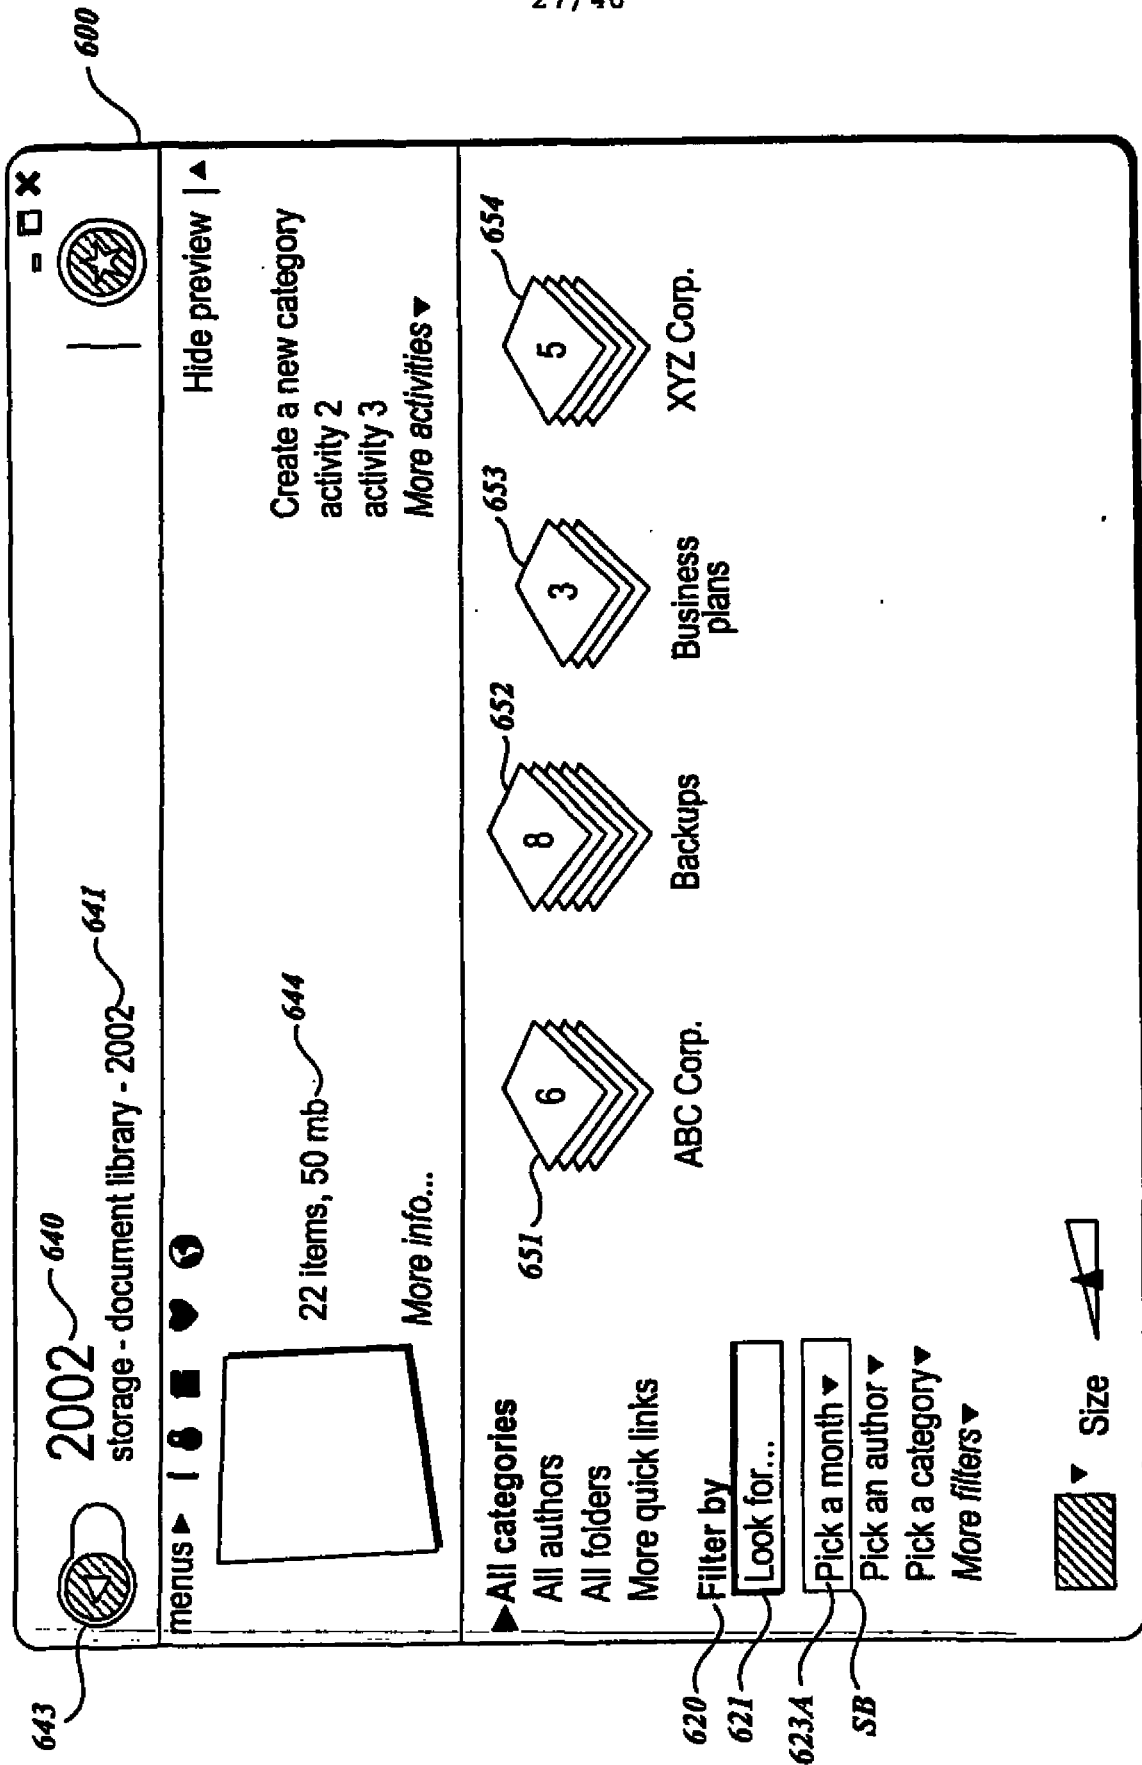 600
643
2002 640
storage - document library - 2002 641
menus
Hide preview
22 items, 50 mb 644
More info...
Create a new category
activity 2
activity 3
More activities
All categories
All authors
All folders
More quick links
620 Filter by
621 Look for...
623A Pick a month
SB
Pick an author
Pick a category
More filters
Size
651 6
ABC Corp.
652 8
Backups
653 3
Business
plans
654 5
XYZ Corp.